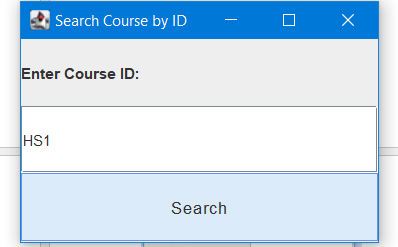 Search Course by ID
Enter Course ID:
HS1
Search